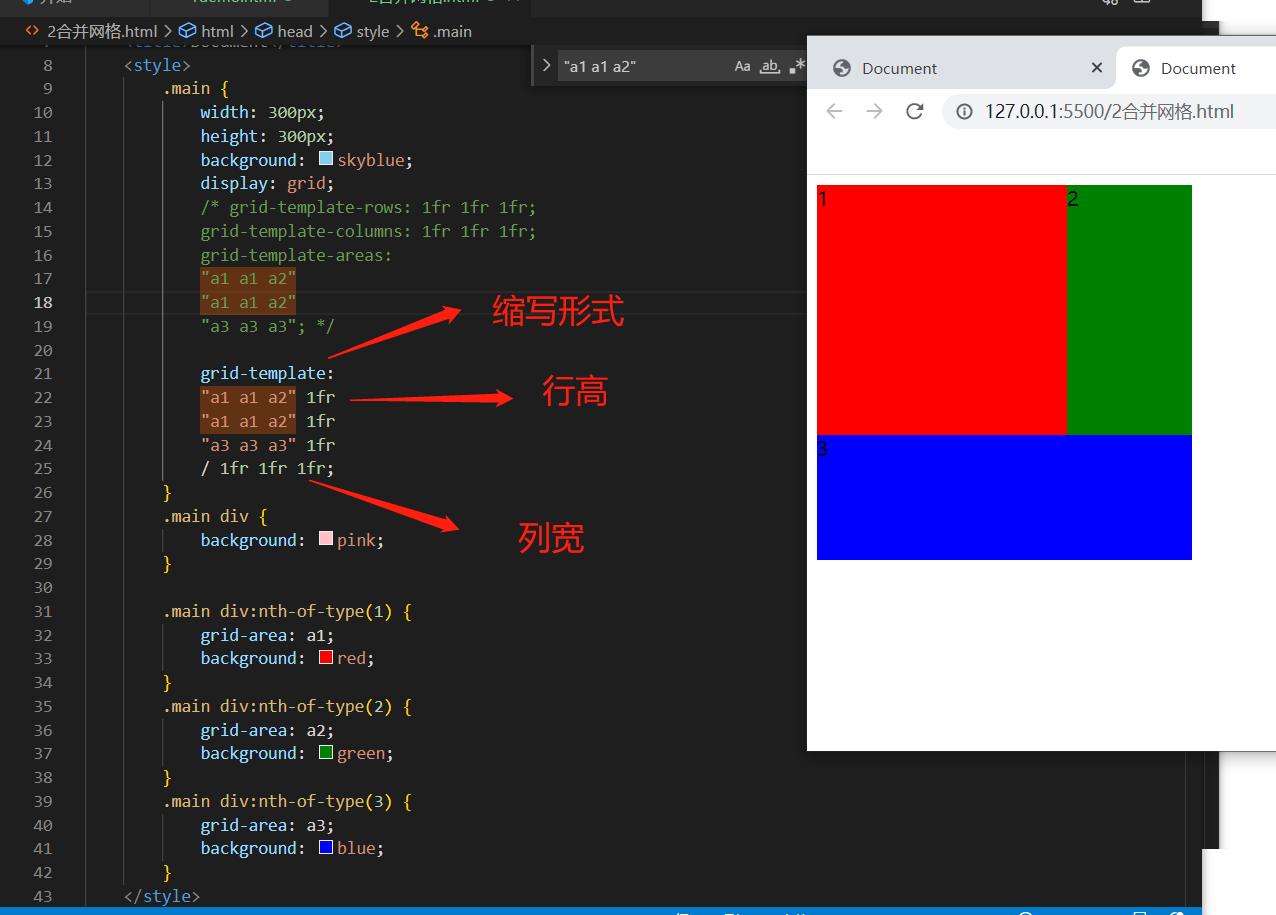 2合并网格.html > html > head > style > .main
"a1 a1 a2"
Aa ab .*
8 <style>
9 .main {
10 width: 300px;
11 height: 300px;
12 background: skyblue;
13 display: grid;
14 /* grid-template-rows: 1fr 1fr 1fr;
15 grid-template-columns: 1fr 1fr 1fr;
16 grid-template-areas:
17 "a1 a1 a2"
18 "a1 a1 a2"
19 "a3 a3 a3"; */
20
缩写形式
21 grid-template:
22 "a1 a1 a2" 1fr
行高
23 "a1 a1 a2" 1fr
24 "a3 a3 a3" 1fr
25 / 1fr 1fr 1fr;
26 }
27 .main div {
列宽
28 background: pink;
29 }
30
31 .main div:nth-of-type(1) {
32 grid-area: a1;
33 background: red;
34 }
35 .main div:nth-of-type(2) {
36 grid-area: a2;
37 background: green;
38 }
39 .main div:nth-of-type(3) {
40 grid-area: a3;
41 background: blue;
42 }
43 </style>
Document
Document
127.0.0.1:5500/2合并网格.html
1
2
3